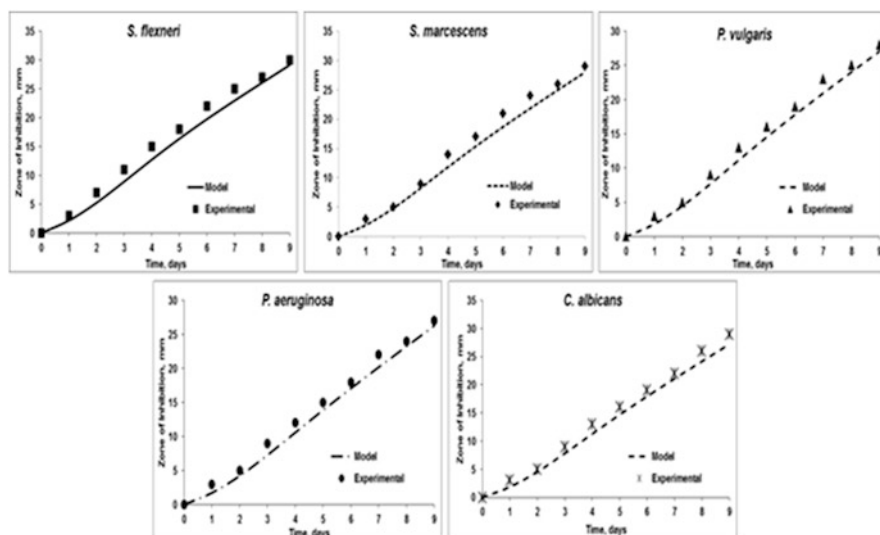 S. flexneri
Zone of Inhibition, mm
35
30
25
20
15
10
5
0
Model
Experimental
0 1 2 3 4 5 6 7 8 9
Time, days
S. marcescens
Zone of Inhibition, mm
35
30
25
20
15
10
5
0
Model
Experimental
0 1 2 3 4 5 6 7 8 9
Time, days
P. vulgaris
Zone of Inhibition, mm
30
25
20
15
10
5
0
Model
Experimental
0 1 2 3 4 5 6 7 8 9
Time, days
P. aeruginosa
Zone of Inhibition, mm
30
25
20
15
10
5
0
Model
Experimental
0 1 2 3 4 5 6 7 8 9
Time, days
C. albicans
Zone of Inhibition, mm
35
30
25
20
15
10
5
0
Model
Experimental
0 1 2 3 4 5 6 7 8 9
Time, days